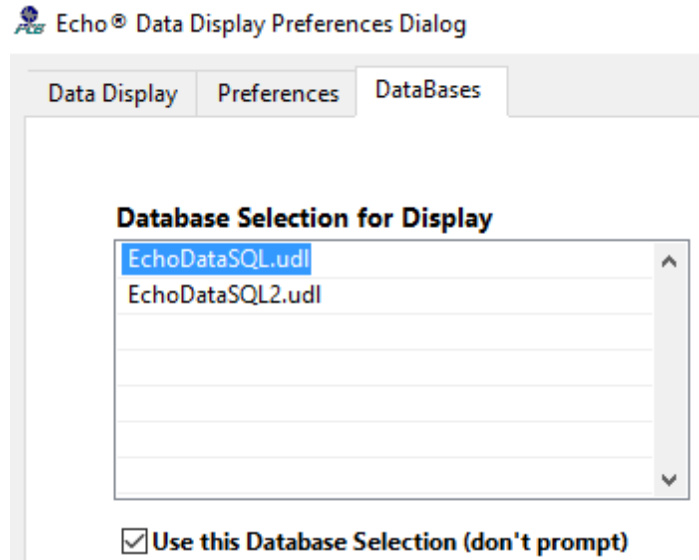 PCB Echo® Data Display Preferences Dialog
Data Display Preferences DataBases
Database Selection for Display
EchoDataSQL.udl
EchoDataSQL2.udl
Use this Database Selection (don't prompt)